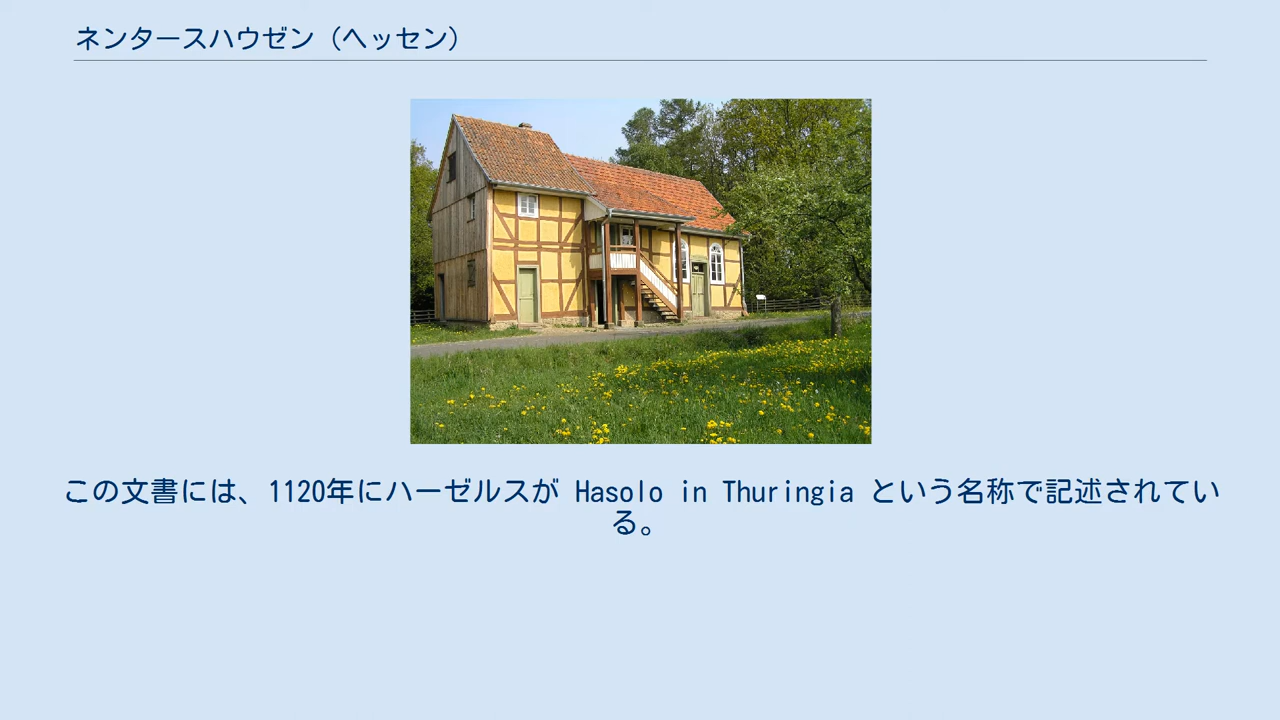 ネンタースハウゼン（ヘッセン）
この文書には、1120年にハーゼルスが Hasolo in Thuringia という名称で記述されてい
る。